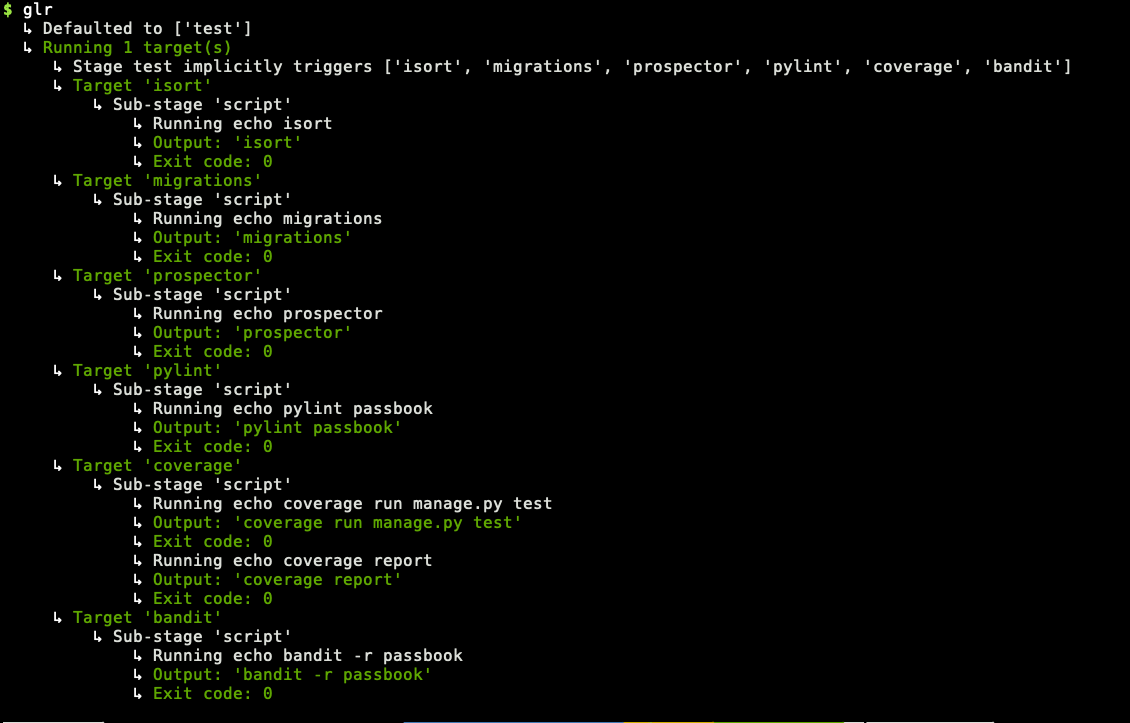 $ glr
↳ Defaulted to ['test']
↳ Running 1 target(s)
↳ Stage test implicitly triggers ['isort', 'migrations', 'prospector', 'pylint', 'coverage', 'bandit']
↳ Target 'isort'
↳ Sub-stage 'script'
↳ Running echo isort
↳ Output: 'isort'
↳ Exit code: 0
↳ Target 'migrations'
↳ Sub-stage 'script'
↳ Running echo migrations
↳ Output: 'migrations'
↳ Exit code: 0
↳ Target 'prospector'
↳ Sub-stage 'script'
↳ Running echo prospector
↳ Output: 'prospector'
↳ Exit code: 0
↳ Target 'pylint'
↳ Sub-stage 'script'
↳ Running echo pylint passbook
↳ Output: 'pylint passbook'
↳ Exit code: 0
↳ Target 'coverage'
↳ Sub-stage 'script'
↳ Running echo coverage run manage.py test
↳ Output: 'coverage run manage.py test'
↳ Exit code: 0
↳ Running echo coverage report
↳ Output: 'coverage report'
↳ Exit code: 0
↳ Target 'bandit'
↳ Sub-stage 'script'
↳ Running echo bandit -r passbook
↳ Output: 'bandit -r passbook'
↳ Exit code: 0